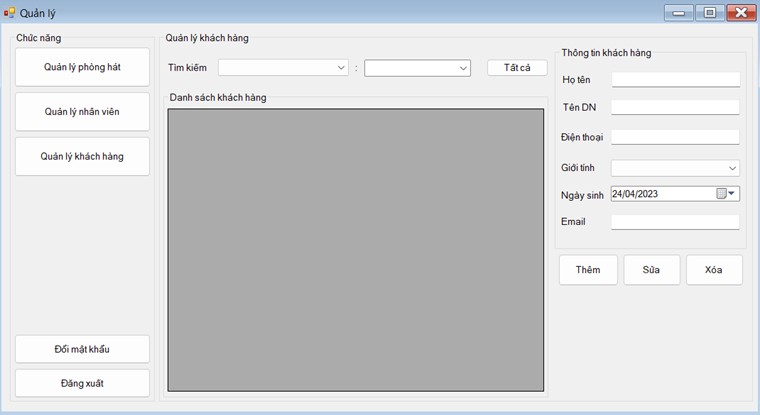 Quản lý
Chức năng
Quản lý phòng hát
Quản lý nhân viên
Quản lý khách hàng
Đổi mật khẩu
Đăng xuất
Quản lý khách hàng
Tìm kiếm : Tất cả
Danh sách khách hàng
Thông tin khách hàng
Họ tên
Tên DN
Điện thoại
Giới tính
Ngày sinh 24/04/2023
Email
Thêm Sửa Xóa